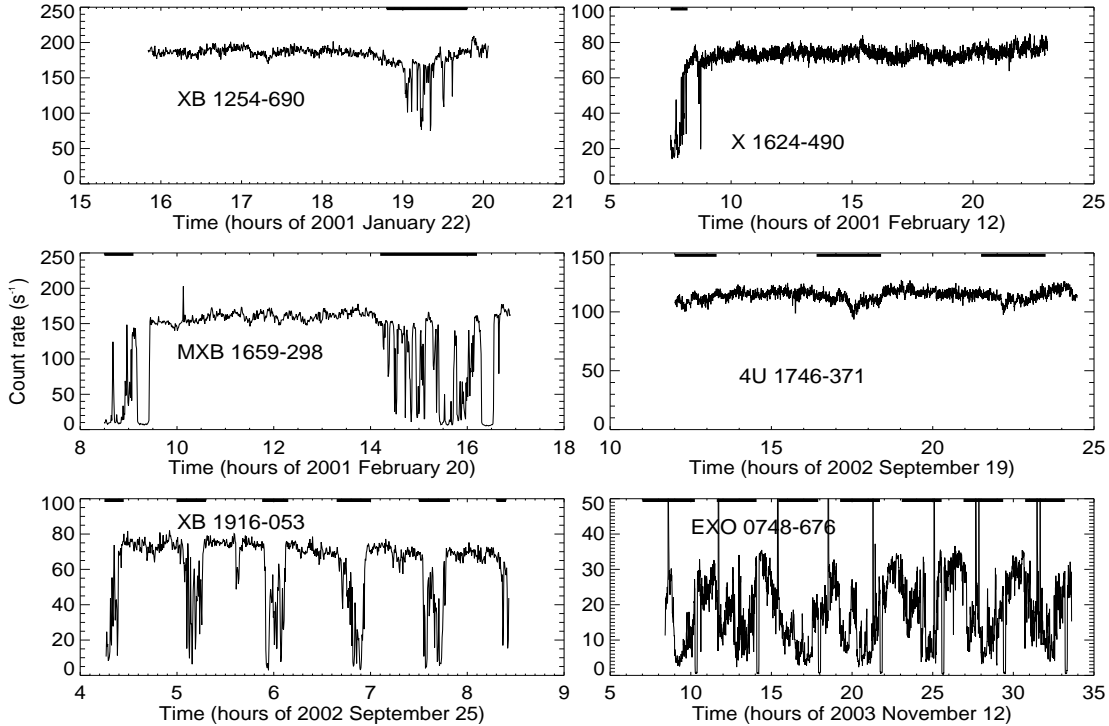 250
200
150
100
50
0
XB 1254-690
15 16 17 18 19 20 21
Time (hours of 2001 January 22)
100
80
60
40
20
0
X 1624-490
5 10 15 20 25
Time (hours of 2001 February 12)
Count rate (s⁻¹)
250
200
150
100
50
0
MXB 1659-298
8 10 12 14 16 18
Time (hours of 2001 February 20)
150
100
50
0
4U 1746-371
10 15 20 25
Time (hours of 2002 September 19)
100
80
60
40
20
0
XB 1916-053
4 5 6 7 8 9
Time (hours of 2002 September 25)
50
40
30
20
10
0
EXO 0748-676
5 10 15 20 25 30 35
Time (hours of 2003 November 12)